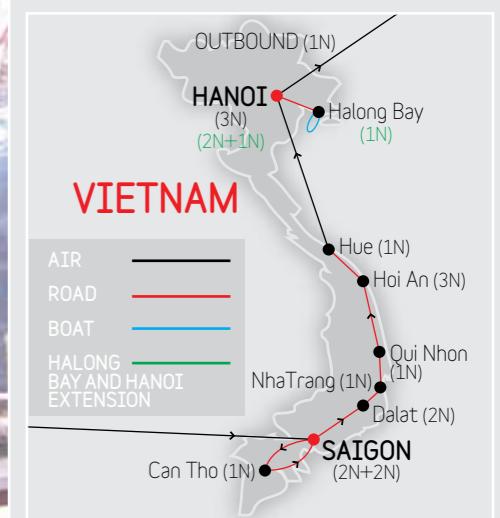 OUTBOUND (1N)
HANOI
(3N)
(2N+1N)
Halong Bay
(1N)
VIETNAM
AIR
ROAD
BOAT
HALONG
BAY AND HANOI
EXTENSION
Hue (1N)
Hoi An (3N)
Qui Nhon
(1N)
NhaTrang (1N)
Dalat (2N)
SAIGON
(2N+2N)
Can Tho (1N)